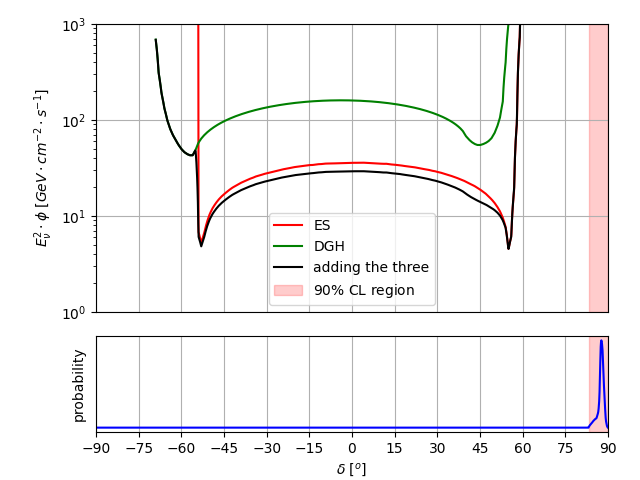 10³
10²
10¹
10⁰
E²ᵥ · ϕ [GeV · cm⁻² · s⁻¹]
ES
DGH
adding the three
90% CL region
probability
−90 −75 −60 −45 −30 −15 0 15 30 45 60 75 90
δ [°]